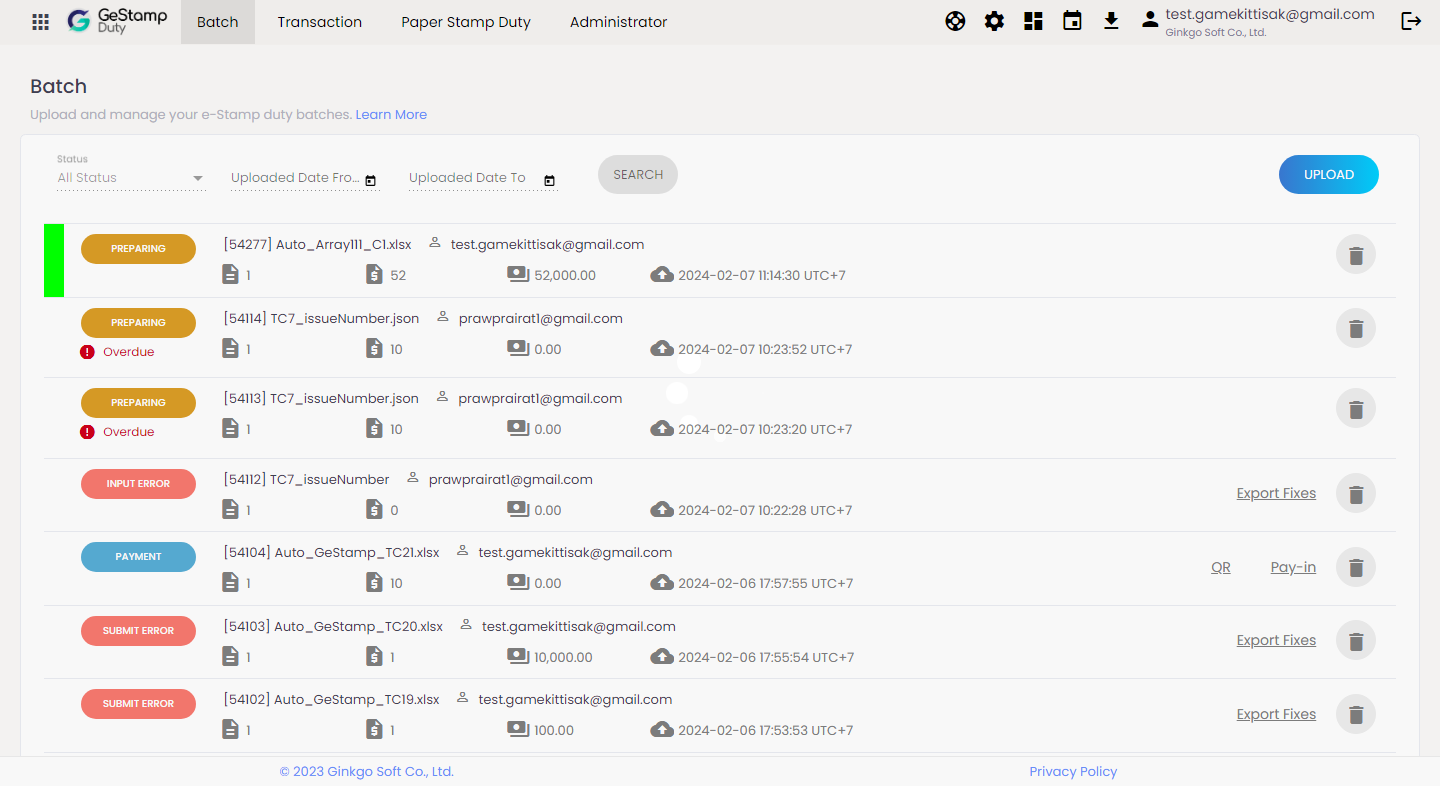 GeStamp
Duty
Batch
Transaction
Paper Stamp Duty
Administrator
test.gamekittisak@gmail.com
Ginkgo Soft Co., Ltd.
Batch
Upload and manage your e-Stamp duty batches. Learn More
Status
All Status
Uploaded Date Fro...
Uploaded Date To
SEARCH
UPLOAD
PREPARING
[54277] Auto_Array111_C1.xlsx test.gamekittisak@gmail.com
1 52 52,000.00 2024-02-07 11:14:30 UTC+7
PREPARING
[54114] TC7_issueNumber.json prawprairat1@gmail.com
Overdue
1 10 0.00 2024-02-07 10:23:52 UTC+7
PREPARING
[54113] TC7_issueNumber.json prawprairat1@gmail.com
Overdue
1 10 0.00 2024-02-07 10:23:20 UTC+7
INPUT ERROR
[54112] TC7_issueNumber prawprairat1@gmail.com
1 0 0.00 2024-02-07 10:22:28 UTC+7
Export Fixes
PAYMENT
[54104] Auto_GeStamp_TC21.xlsx test.gamekittisak@gmail.com
1 10 0.00 2024-02-06 17:57:55 UTC+7
QR Pay-in
SUBMIT ERROR
[54103] Auto_GeStamp_TC20.xlsx test.gamekittisak@gmail.com
1 1 10,000.00 2024-02-06 17:55:54 UTC+7
Export Fixes
SUBMIT ERROR
[54102] Auto_GeStamp_TC19.xlsx test.gamekittisak@gmail.com
1 1 100.00 2024-02-06 17:53:53 UTC+7
Export Fixes
© 2023 Ginkgo Soft Co., Ltd.
Privacy Policy